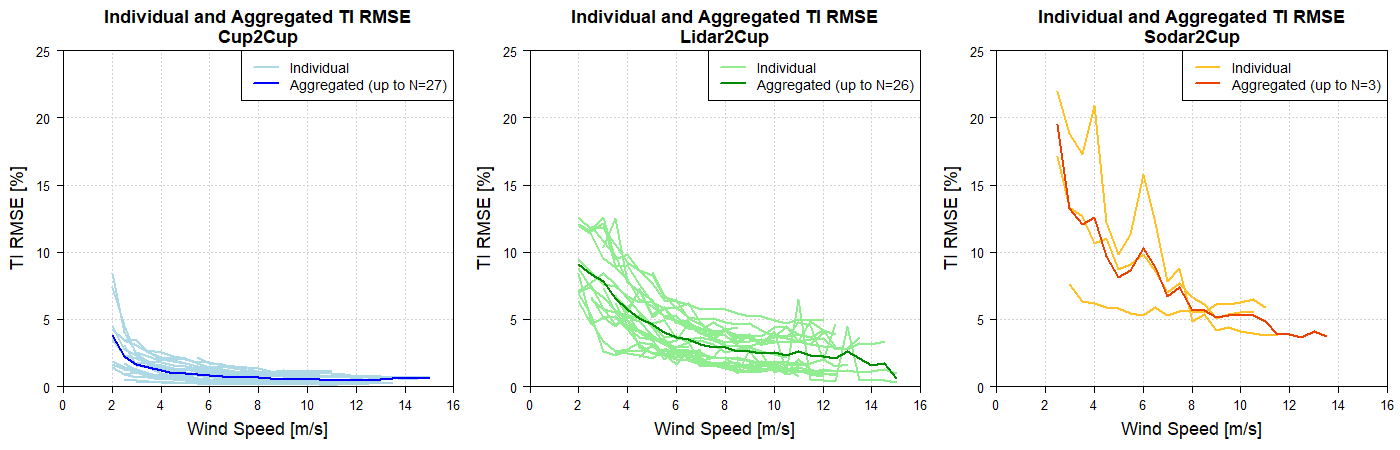 Individual and Aggregated TI RMSE
Cup2Cup
25
20
15
10
5
0
TI RMSE [%]
Individual
Aggregated (up to N=27)
0 2 4 6 8 10 12 14 16
Wind Speed [m/s]
Individual and Aggregated TI RMSE
Lidar2Cup
25
20
15
10
5
0
TI RMSE [%]
Individual
Aggregated (up to N=26)
0 2 4 6 8 10 12 14 16
Wind Speed [m/s]
Individual and Aggregated TI RMSE
Sodar2Cup
25
20
15
10
5
0
TI RMSE [%]
Individual
Aggregated (up to N=3)
0 2 4 6 8 10 12 14 16
Wind Speed [m/s]